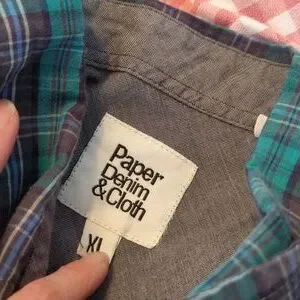 Paper
Denim
&Cloth
XL